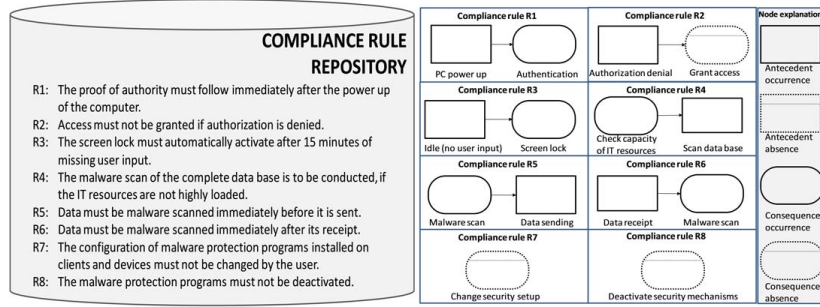 COMPLIANCE RULE
REPOSITORY
R1: The proof of authority must follow immediately after the power up
of the computer.
R2: Access must not be granted if authorization is denied.
R3: The screen lock must automatically activate after 15 minutes of
missing user input.
R4: The malware scan of the complete data base is to be conducted, if
the IT resources are not highly loaded.
R5: Data must be malware scanned immediately before it is sent.
R6: Data must be malware scanned immediately after its receipt.
R7: The configuration of malware protection programs installed on
clients and devices must not be changed by the user.
R8: The malware protection programs must not be deactivated.
Compliance rule R1
PC power up
Authentication
Compliance rule R2
Authorization denial
Grant access
Compliance rule R3
Idle (no user input)
Screen lock
Compliance rule R4
Check capacity
of IT resources
Scan data base
Compliance rule R5
Malware scan
Data sending
Compliance rule R6
Data receipt
Malware scan
Compliance rule R7
Change security setup
Compliance rule R8
Deactivate security mechanisms
Node explanation
Antecedent
occurrence
Antecedent
absence
Consequence
occurrence
Consequence
absence